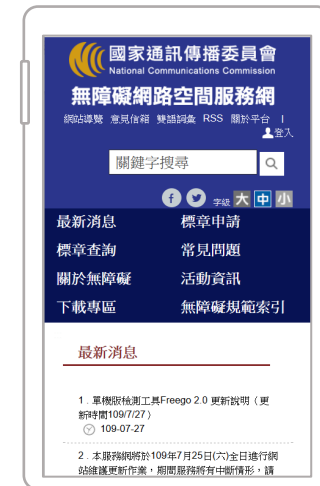 國家通訊傳播委員會
National Communications Commission
無障礙網路空間服務網
網站導覽 意見信箱 雙語詞彙 RSS 關於平台 |
登入
關鍵字搜尋
f 字級 大 中 小
最新消息 標章申請
標章查詢 常見問題
關於無障礙 活動資訊
下載專區 無障礙規範索引
最新消息
1 . 單機版檢測工具Freego 2.0 更新說明（更
新時間109/7/27）
109-07-27
2 . 本服務網將於109年7月25日(六)全日進行網
站維護更新作業，期間服務將有中斷情形，請